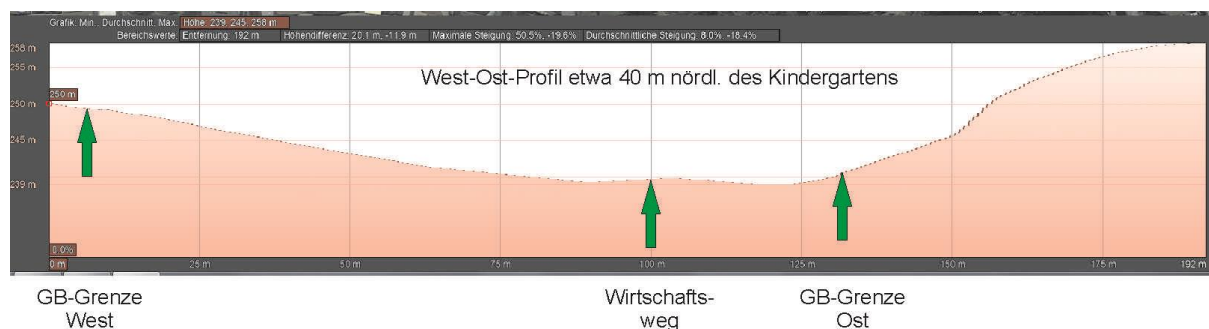 Grafik: Min., Durchschnitt, Max. Höhe: 239, 245, 258 m
Bereichswerte: Entfernung: 192 m Höhendifferenz: 20.1 m, -11.9 m Maximale Steigung: 50.5%, -19.6% Durchschnittliche Steigung: 8.0%, -18.4%
258 m
255 m
West-Ost-Profil etwa 40 m nördl. des Kindergartens
250 m
250 m
245 m
239 m
0.0%
0 m 25 m 50 m 75 m 100 m 125 m 150 m 175 m 192 m
GB-Grenze
West
Wirtschafts-
weg
GB-Grenze
Ost